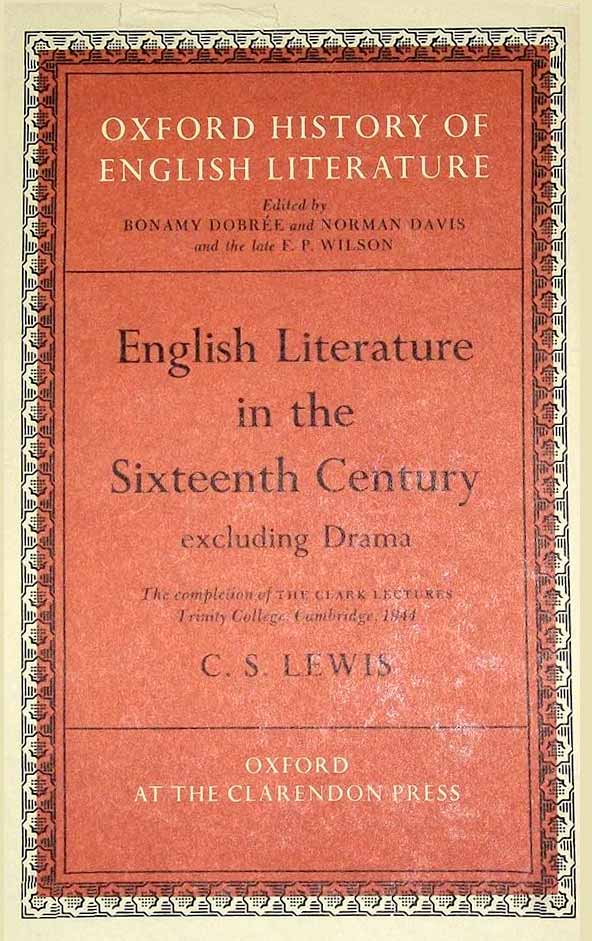 OXFORD HISTORY OF
ENGLISH LITERATURE
Edited by
BONAMY DOBRÉE and NORMAN DAVIS
and the late F. P. WILSON
English Literature
in the
Sixteenth Century
excluding Drama
The completion of THE CLARK LECTURES
Trinity College, Cambridge, 1944
C. S. LEWIS
OXFORD
AT THE CLARENDON PRESS